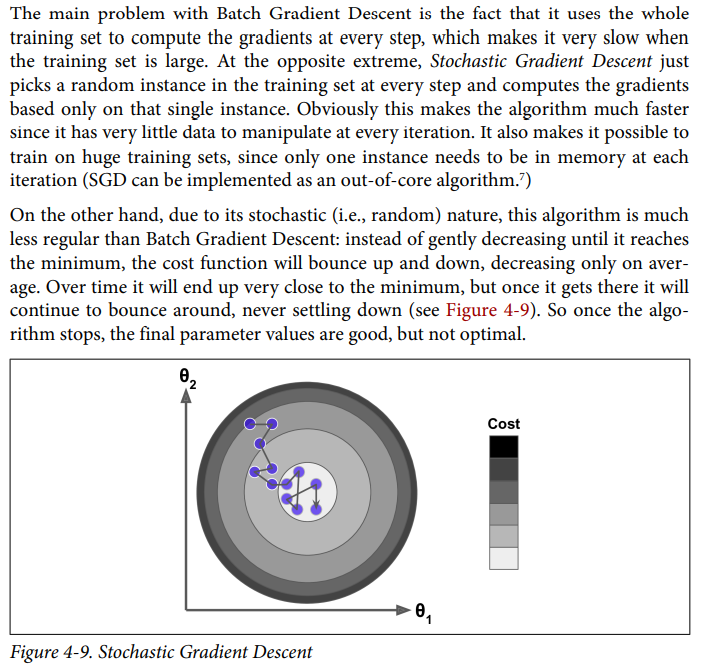 The main problem with Batch Gradient Descent is the fact that it uses the whole
training set to compute the gradients at every step, which makes it very slow when
the training set is large. At the opposite extreme, Stochastic Gradient Descent just
picks a random instance in the training set at every step and computes the gradients
based only on that single instance. Obviously this makes the algorithm much faster
since it has very little data to manipulate at every iteration. It also makes it possible to
train on huge training sets, since only one instance needs to be in memory at each
iteration (SGD can be implemented as an out-of-core algorithm.⁷)
On the other hand, due to its stochastic (i.e., random) nature, this algorithm is much
less regular than Batch Gradient Descent: instead of gently decreasing until it reaches
the minimum, the cost function will bounce up and down, decreasing only on aver-
age. Over time it will end up very close to the minimum, but once it gets there it will
continue to bounce around, never settling down (see Figure 4-9). So once the algo-
rithm stops, the final parameter values are good, but not optimal.
θ₂
Cost
θ₁
Figure 4-9. Stochastic Gradient Descent